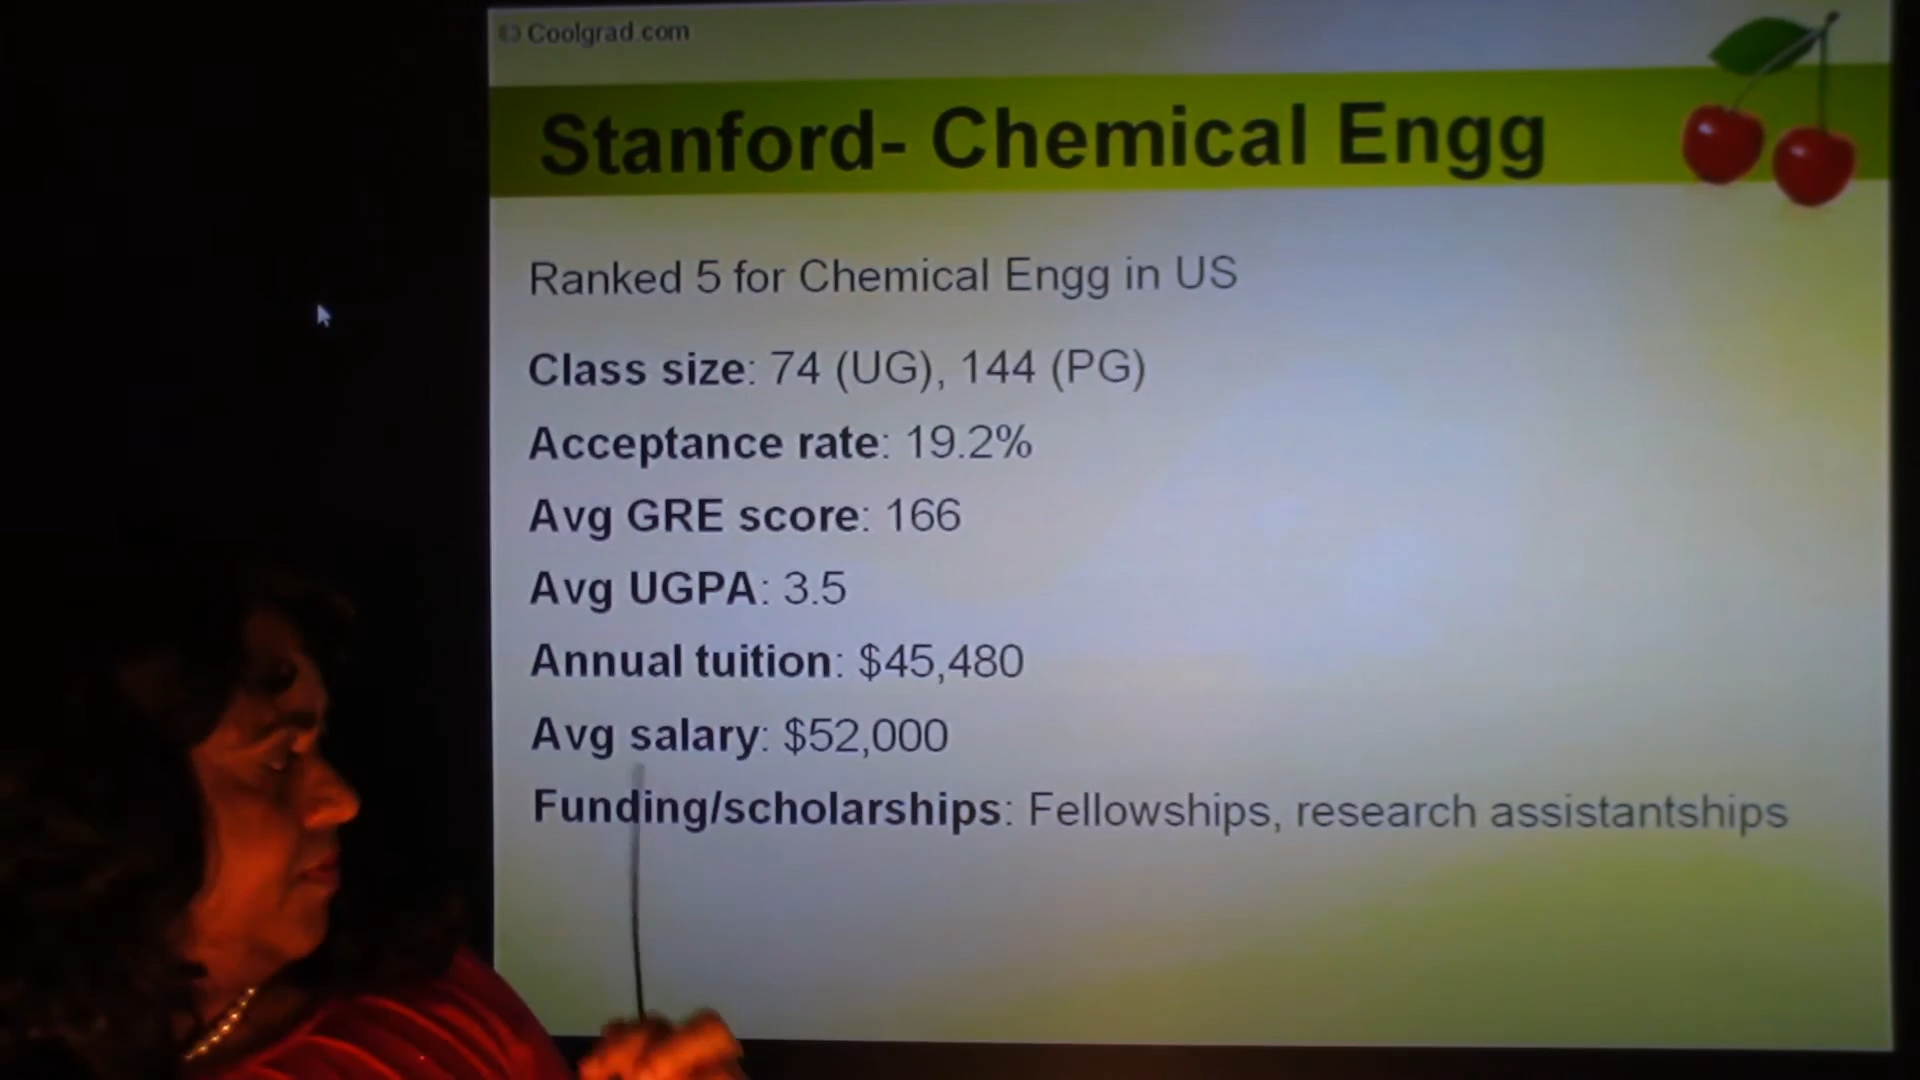 © Coolgrad.com
Stanford- Chemical Engg
Ranked 5 for Chemical Engg in US
Class size: 74 (UG), 144 (PG)
Acceptance rate: 19.2%
Avg GRE score: 166
Avg UGPA: 3.5
Annual tuition: $45,480
Avg salary: $52,000
Funding/scholarships: Fellowships, research assistantships